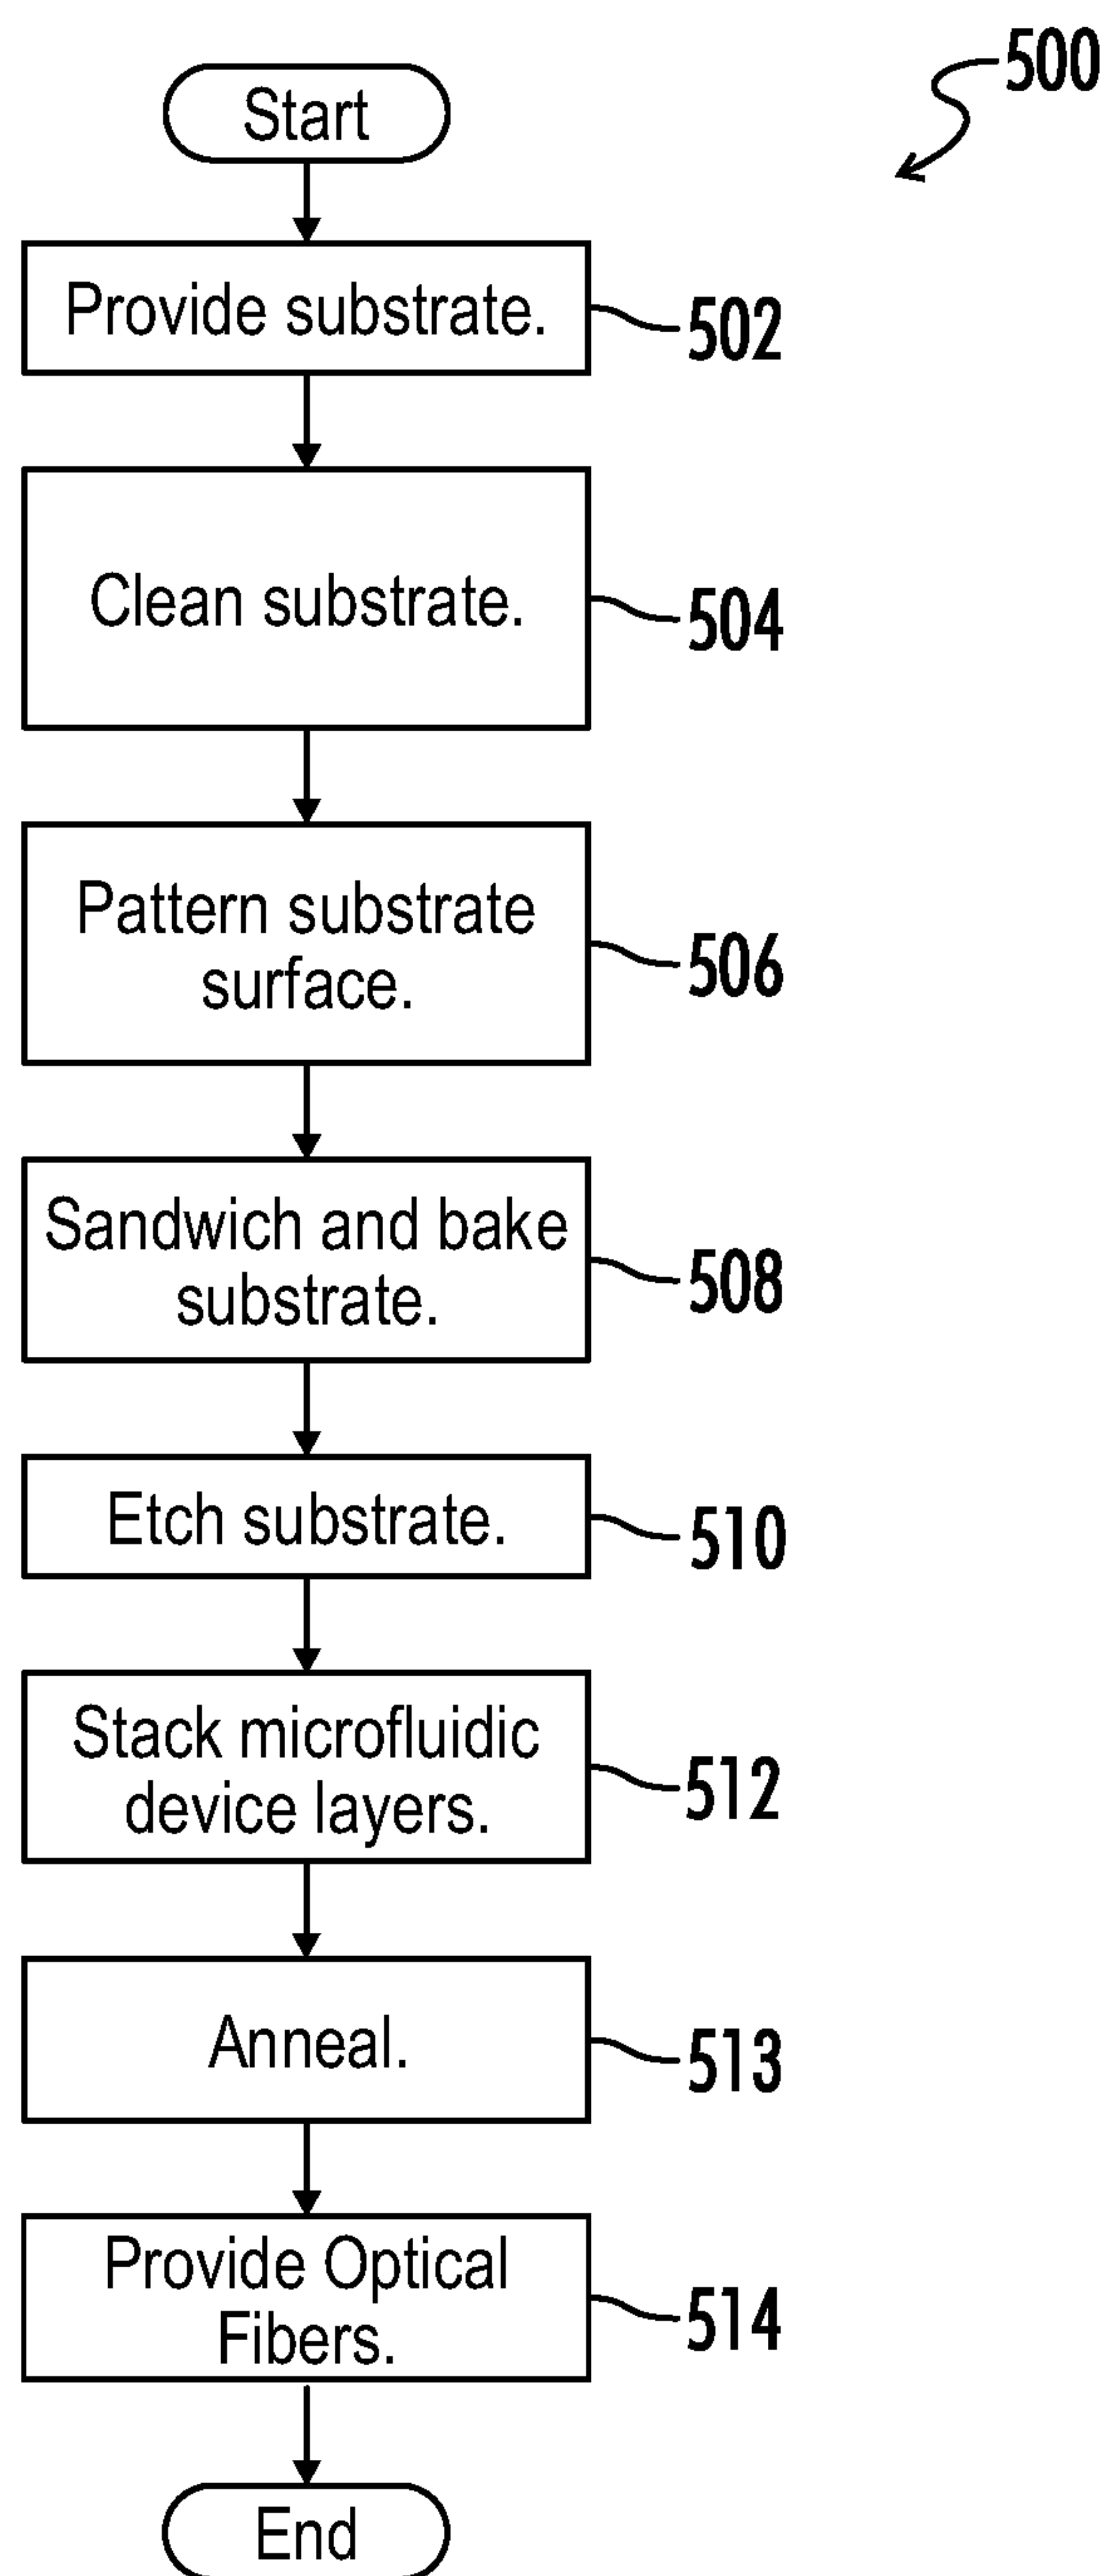 500
Start
Provide substrate.
502
Clean substrate.
504
Pattern substrate
surface.
506
Sandwich and bake
substrate.
508
Etch substrate.
510
Stack microfluidic
device layers.
512
Anneal.
513
Provide Optical
Fibers.
514
End